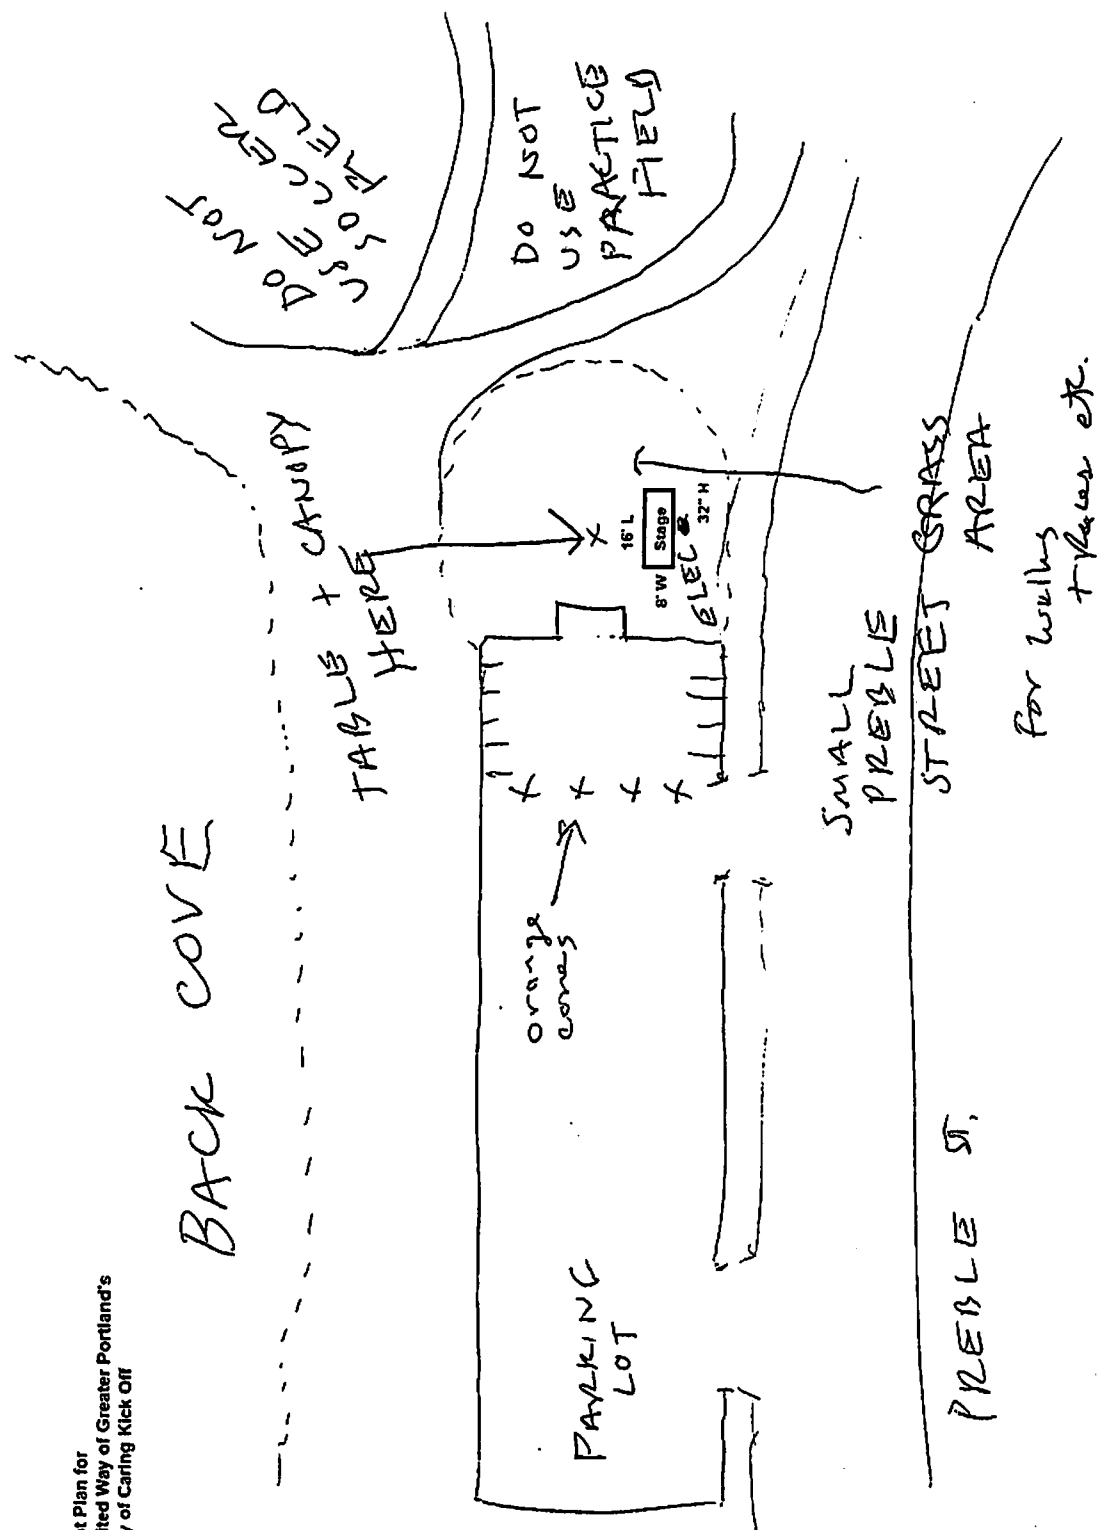 t Plan for
ited Way of Greater Portland's
y of Caring Kick Off
BACK COVE
TABLE + CANOPY
HERE
DO NOT
USE
SOCCER
FIELD
DO NOT
USE
PRACTICE
FIELD
orange
cones
16' L
8' W
Stage
32" H
ELEC
PARKING
LOT
SMALL
PREBLE
STREET GRASS
AREA
for walking
PREBLE ST.